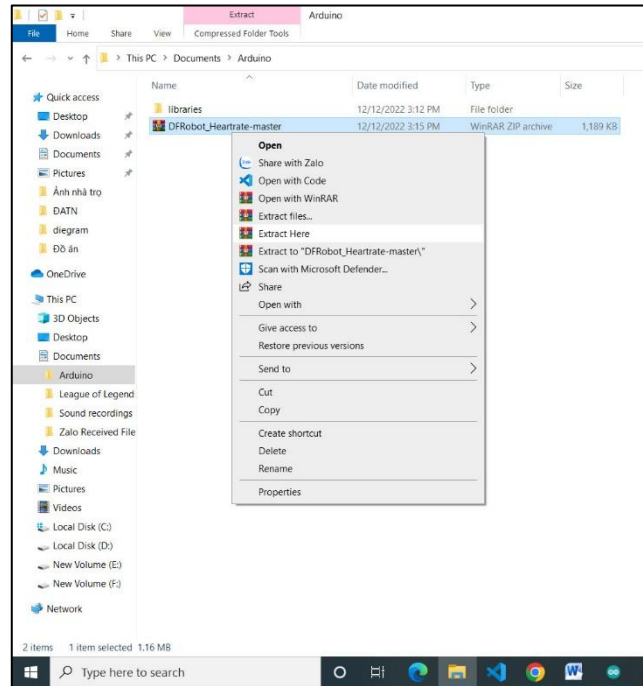 Extract
Arduino
File
Home
Share
View
Compressed Folder Tools
This PC > Documents > Arduino
Name
Date modified
Type
Size
Quick access
Desktop
Downloads
Documents
Pictures
Ảnh nhà trọ
DATN
diegram
Đồ án
OneDrive
This PC
3D Objects
Desktop
Documents
Arduino
League of Legend
Sound recordings
Zalo Received File
Downloads
Music
Pictures
Videos
Local Disk (C:)
Local Disk (D:)
New Volume (E:)
New Volume (F:)
Network
libraries 12/12/2022 3:12 PM File folder
DFRobot_Heartrate-master 12/12/2022 3:15 PM WinRAR ZIP archive 1,189 KB
Open
Share with Zalo
Open with Code
Open with WinRAR
Extract files...
Extract Here
Extract to "DFRobot_Heartrate-master\"
Scan with Microsoft Defender...
Share
Open with
Give access to
Restore previous versions
Send to
Cut
Copy
Create shortcut
Delete
Rename
Properties
2 items 1 item selected 1.16 MB
Type here to search